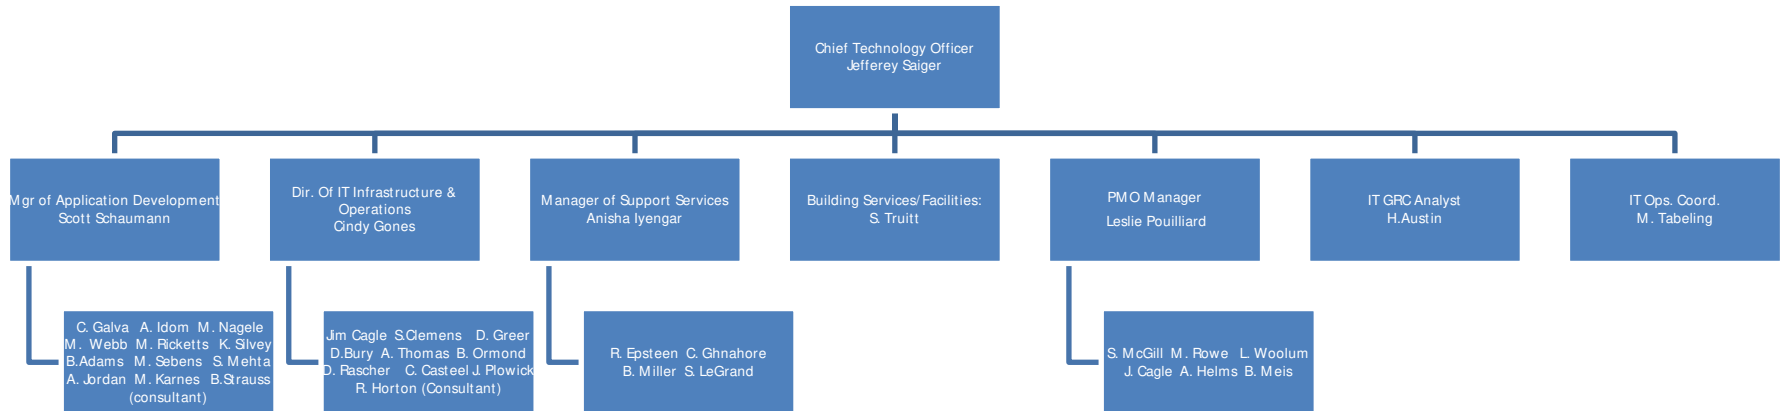 Chief Technology Officer
Jefferey Saiger
Mgr of Application Development
Scott Schaumann
Dir. Of IT Infrastructure &
Operations
Cindy Gones
Manager of Support Services
Anisha Iyengar
Building Services/Facilities:
S. Truitt
PMO Manager
Leslie Pouilliard
IT GRC Analyst
H.Austin
IT Ops. Coord.
M. Tabeling
C. Galva A. Idom M. Nagele
M. Webb M. Ricketts K. Silvey
B.Adams M. Sebens S. Mehta
A. Jordan M. Karnes B.Strauss
(consultant)
Jim Cagle S.Clemens D. Greer
D.Bury A. Thomas B. Ormond
D. Rascher C. Casteel J. Plowick
R. Horton (Consultant)
R. Epsteen C. Ghnahore
B. Miller S. LeGrand
S. McGill M. Rowe L. Woolum
J. Cagle A. Helms B. Meis